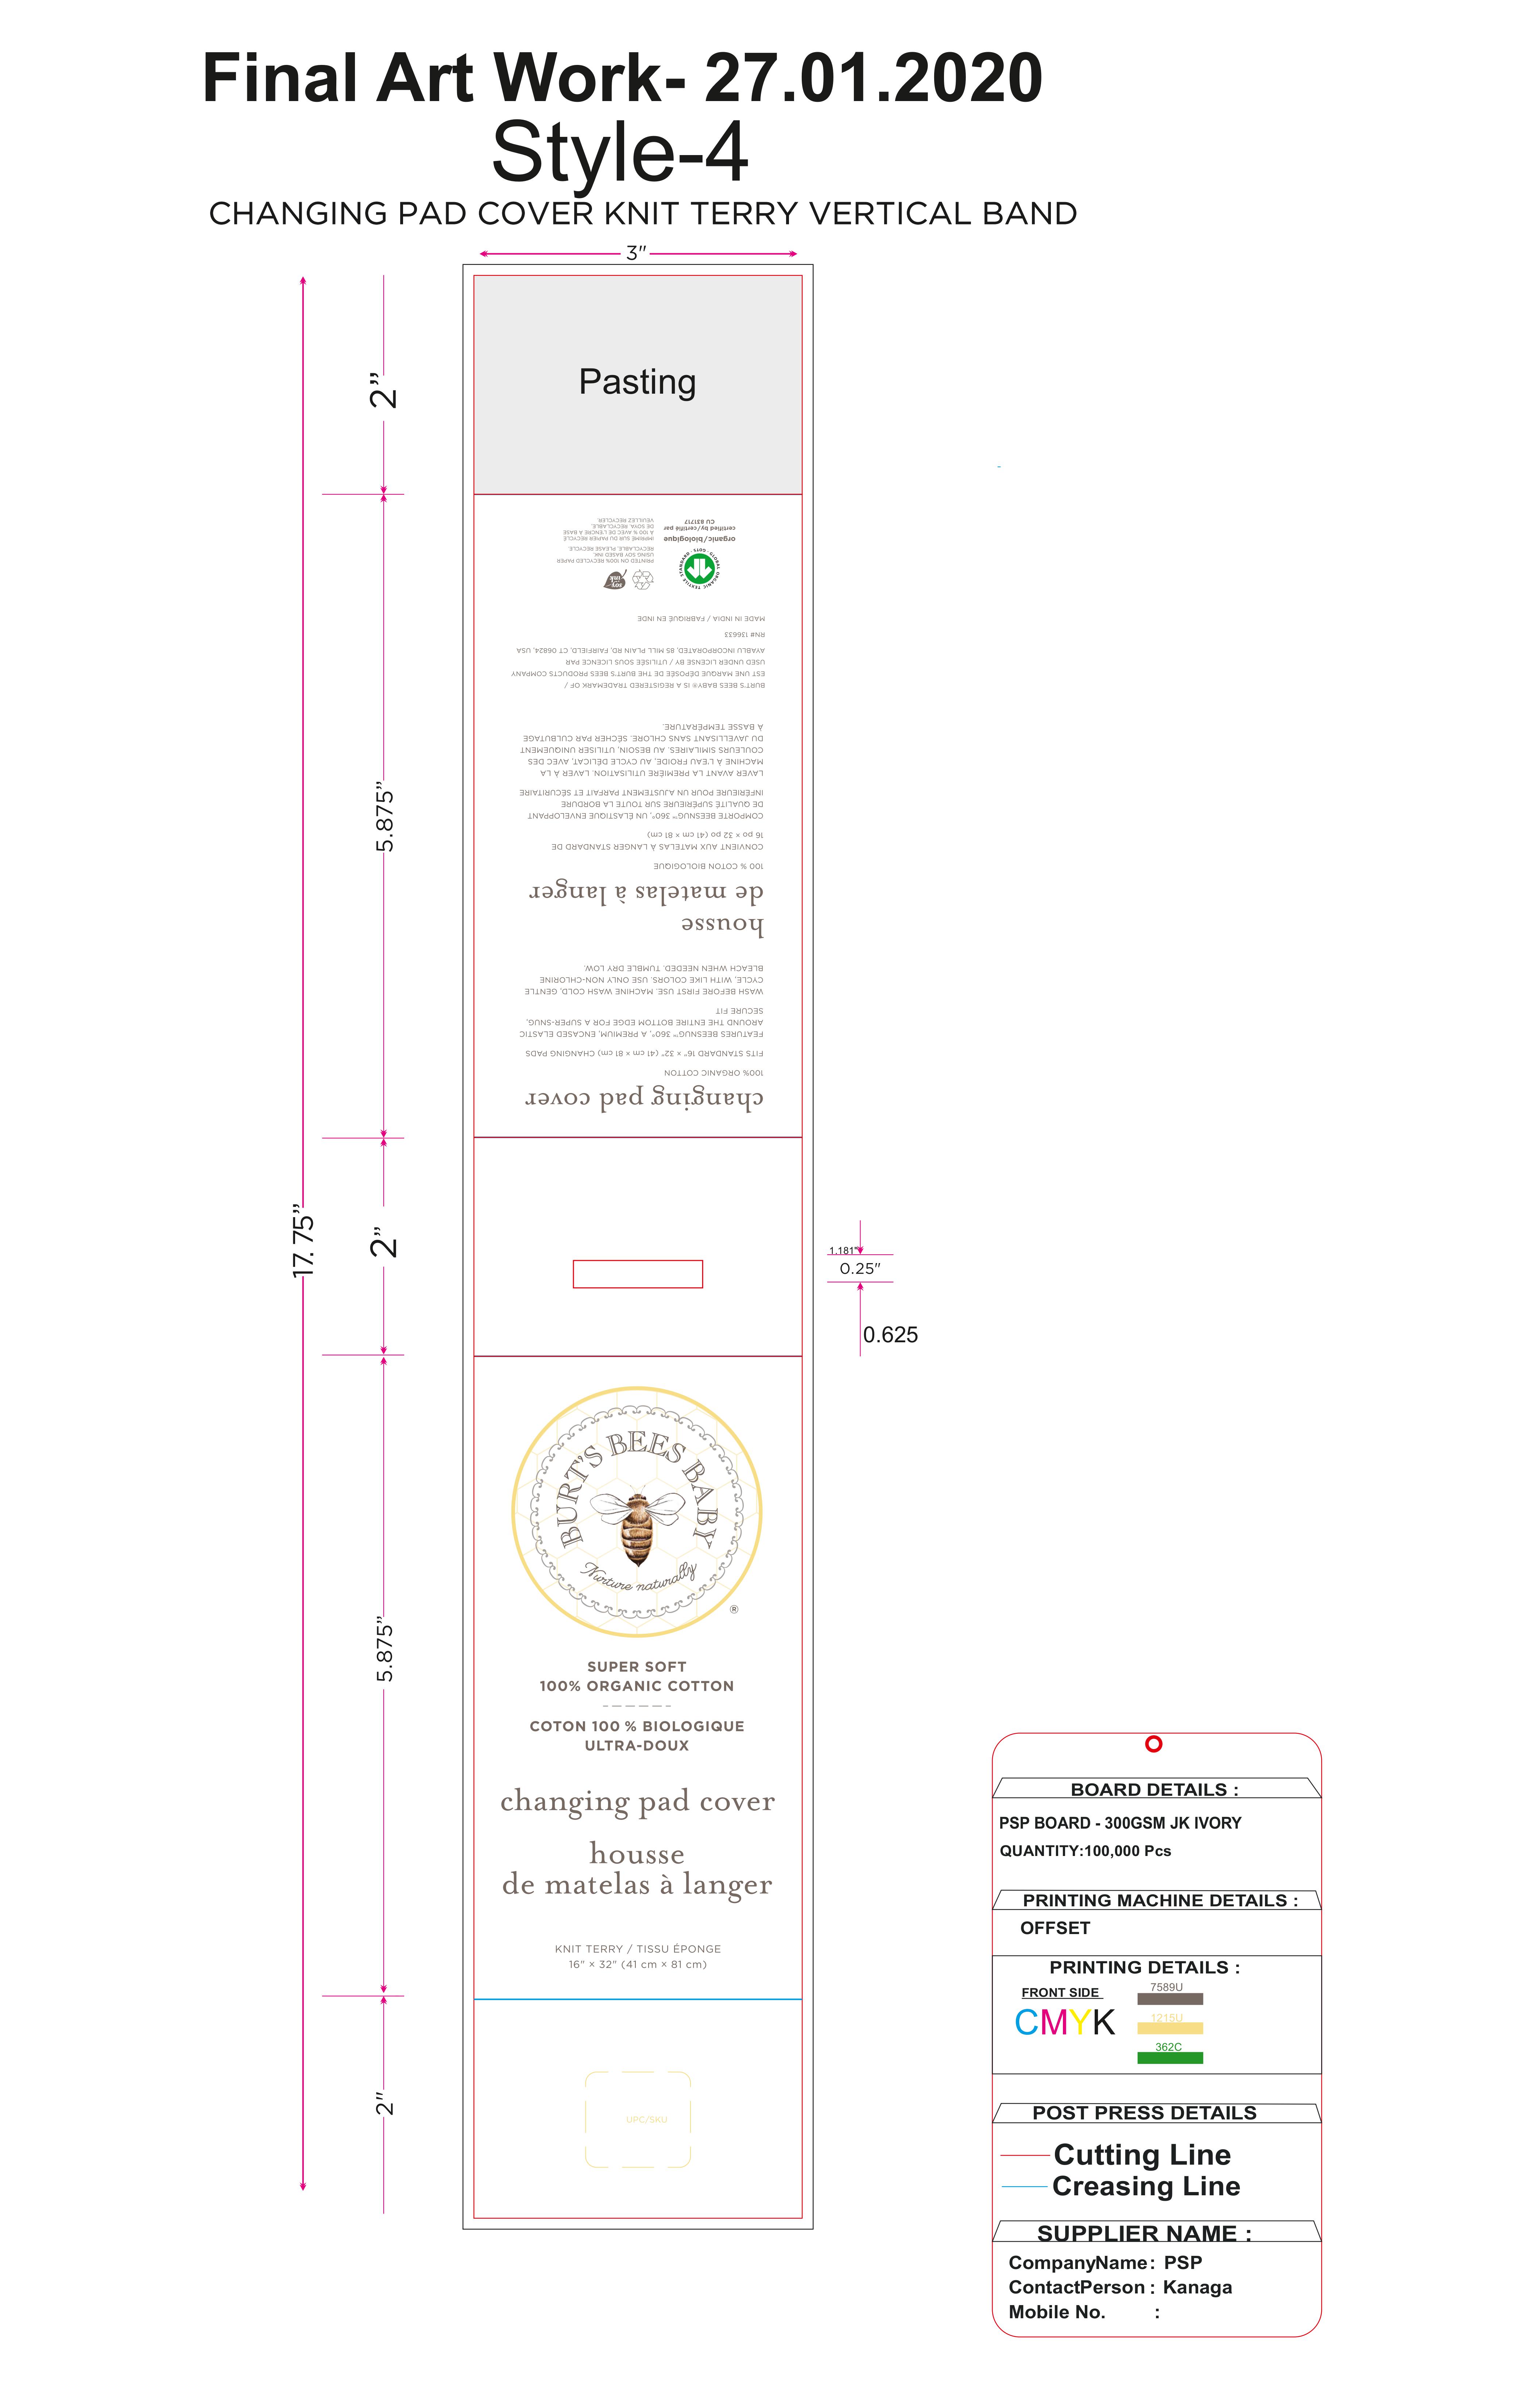 Final Art Work- 27.01.2020
Style-4
CHANGING PAD COVER KNIT TERRY VERTICAL BAND
3"
2”
5.875”
2”
17.75”
5.875”
2"
Pasting
changing pad cover
100% ORGANIC COTTON
FITS STANDARD 16" × 32" (41 cm × 81 cm) CHANGING PADS
FEATURES BEESNUG™ 360°, A PREMIUM, ENCASED ELASTIC
AROUND THE ENTIRE BOTTOM EDGE FOR A SUPER-SNUG,
SECURE FIT
WASH BEFORE FIRST USE. MACHINE WASH COLD, GENTLE
CYCLE, WITH LIKE COLORS. USE ONLY NON-CHLORINE
BLEACH WHEN NEEDED. TUMBLE DRY LOW.
housse
de matelas à langer
100 % COTON BIOLOGIQUE
CONVIENT AUX MATELAS À LANGER STANDARD DE
16 po × 32 po (41 cm × 81 cm)
COMPORTE BEESNUG™ 360°, UN ÉLASTIQUE ENVELOPPANT
DE QUALITÉ SUPÉRIEURE SUR TOUTE LA BORDURE
INFÉRIEURE POUR UN AJUSTEMENT PARFAIT ET SÉCURITAIRE
LAVER AVANT LA PREMIÈRE UTILISATION. LAVER À LA
MACHINE À L'EAU FROIDE, AU CYCLE DÉLICAT, AVEC DES
COULEURS SIMILAIRES. AU BESOIN, UTILISER UNIQUEMENT
DU JAVELLISANT SANS CHLORE. SÉCHER PAR CULBUTAGE
À BASSE TEMPÉRATURE.
BURT'S BEES BABY® IS A REGISTERED TRADEMARK OF /
EST UNE MARQUE DÉPOSÉE DE THE BURT'S BEES PRODUCTS COMPANY
USED UNDER LICENSE BY / UTILISÉE SOUS LICENCE PAR
AYABLU INCORPORATED, 85 MILL PLAIN RD, FAIRFIELD, CT 06824, USA
RN# 136633
MADE IN INDIA / FABRIQUÉ EN INDE
GLOBAL ORGANIC TEXTILE STANDARD · GOTS ·
organic/biologique
certified by/certifié par
CU 831717
SOY
INK
PRINTED ON 100% RECYCLED PAPER
USING SOY BASED INK.
RECYCLABLE, PLEASE RECYCLE.
IMPRIMÉ SUR DU PAPIER RECYCLÉ
À 100 % AVEC DE L'ENCRE À BASE
DE SOYA. RECYCLABLE,
VEUILLEZ RECYCLER.
1.181"
0.25"
0.625
BURT'S BEES BABY
Nurture naturally
®
SUPER SOFT
100% ORGANIC COTTON
COTON 100 % BIOLOGIQUE
ULTRA-DOUX
changing pad cover
housse
de matelas à langer
KNIT TERRY / TISSU ÉPONGE
16" × 32" (41 cm × 81 cm)
UPC/SKU
BOARD DETAILS :
PSP BOARD - 300GSM JK IVORY
QUANTITY:100,000 Pcs
PRINTING MACHINE DETAILS :
OFFSET
PRINTING DETAILS :
FRONT SIDE
CMYK
7589U
1215U
362C
POST PRESS DETAILS
Cutting Line
Creasing Line
SUPPLIER NAME :
CompanyName : PSP
ContactPerson : Kanaga
Mobile No. :